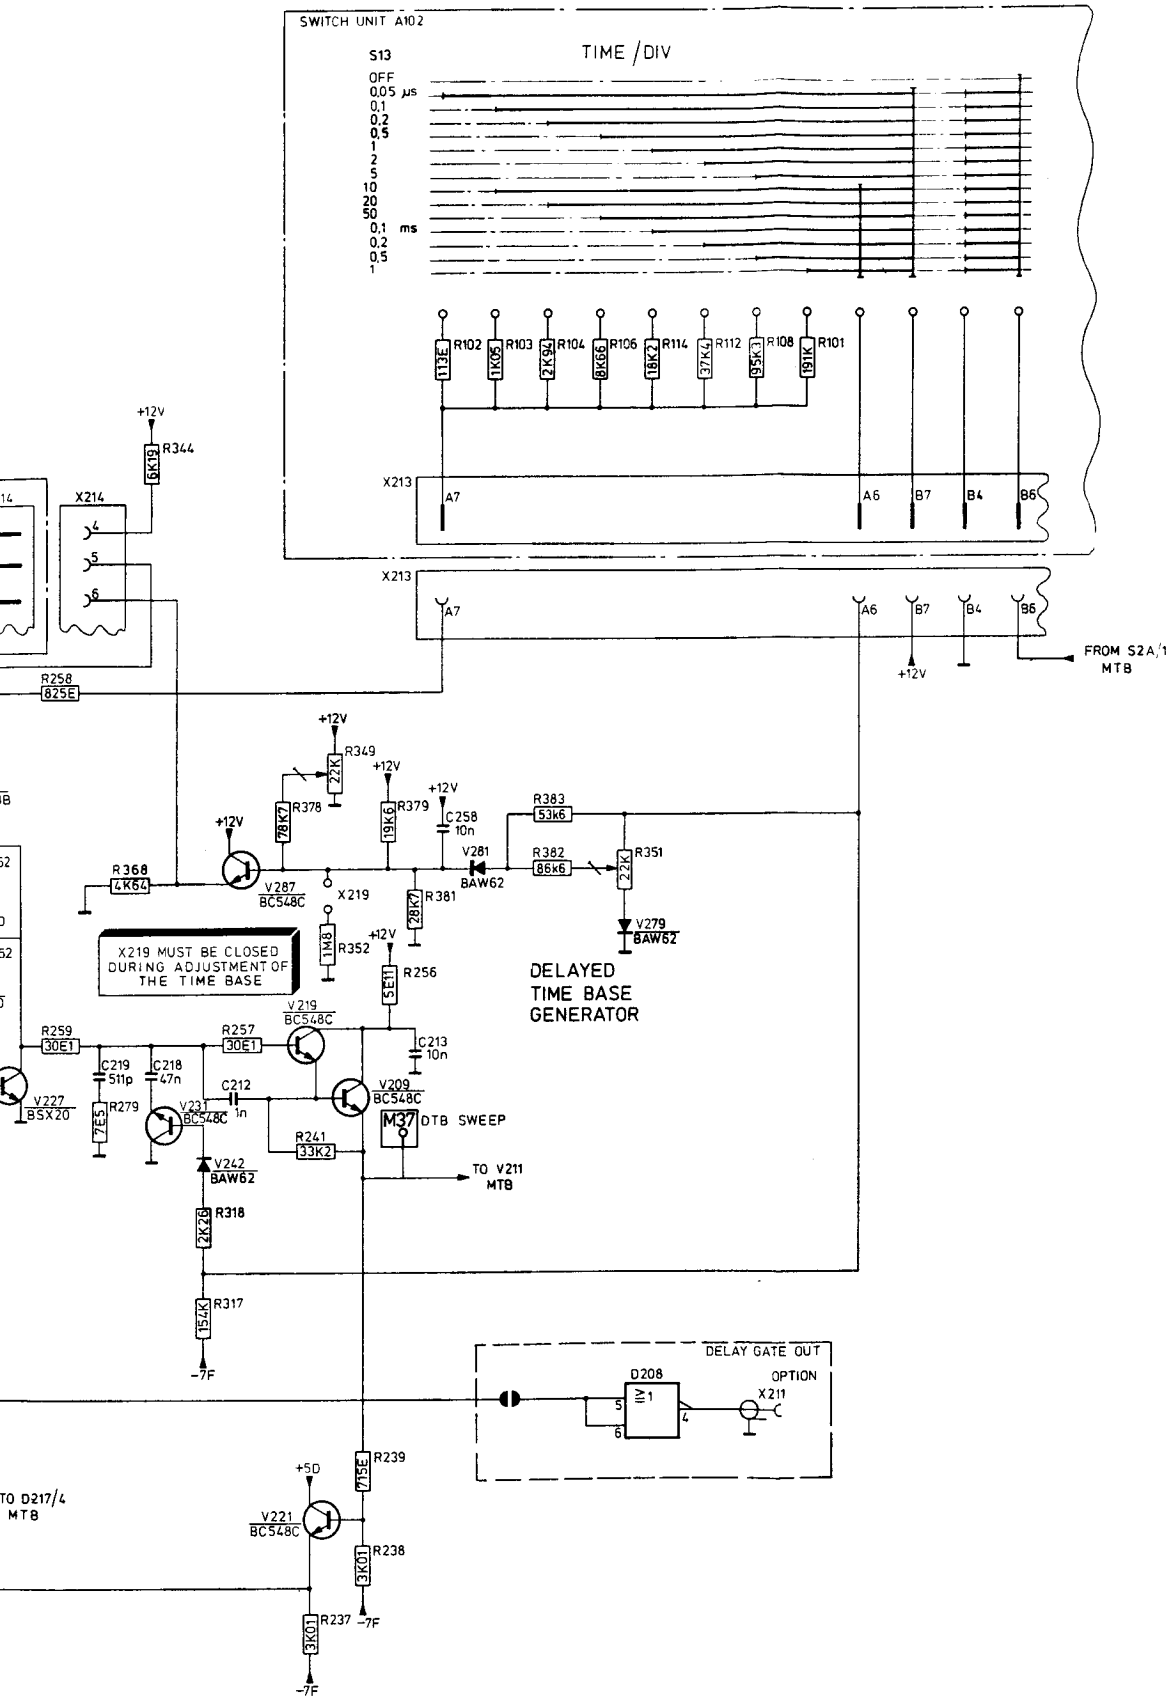 SWITCH UNIT A102
S13
TIME/DIV
OFF
0,05 µs
0,1
0,2
0,5
1
2
5
10
20
50
0,1 ms
0,2
0,5
1
R102 R103 R104 R106 R114 R112 R108 R101
113E 1K05 2K94 8K66 18K2 37K4 95K3 191K
X213
A7 A6 B7 B4 B6
X213
A7 A6 B7 B4 B6
+12V
FROM S2A/1
MTB
+12V
R344
6K19
14
X214
4
5
6
R258
825E
+12V
R349
22K
+12V
R378
78K7
R379
19K6
+12V
C258
10n
+12V
R383
53k6
V281
BAW62
R382
86k6
R351
22K
R368
4K64
V287
BC548C
X219
R381
28K7
V279
BAW62
R352
1M8
X219 MUST BE CLOSED
DURING ADJUSTMENT OF
THE TIME BASE
+12V
R256
5E11
DELAYED
TIME BASE
GENERATOR
62
52
V219
BC548C
R259
30E1
R257
30E1
C213
10n
C219
511p
C218
47n
C212
1n
V209
BC548C
V227
BSX20
R279
7E5
V231
BC548C
M37
DTB SWEEP
R241
33K2
V242
BAW62
TO V211
MTB
R318
2K26
R317
154K
-7F
DELAY GATE OUT
OPTION
D208
≥1
5
6
4
X211
R239
715E
+5D
TO D217/4
MTB
V221
BC548C
R238
3K01
-7F
R237
3K01
-7F